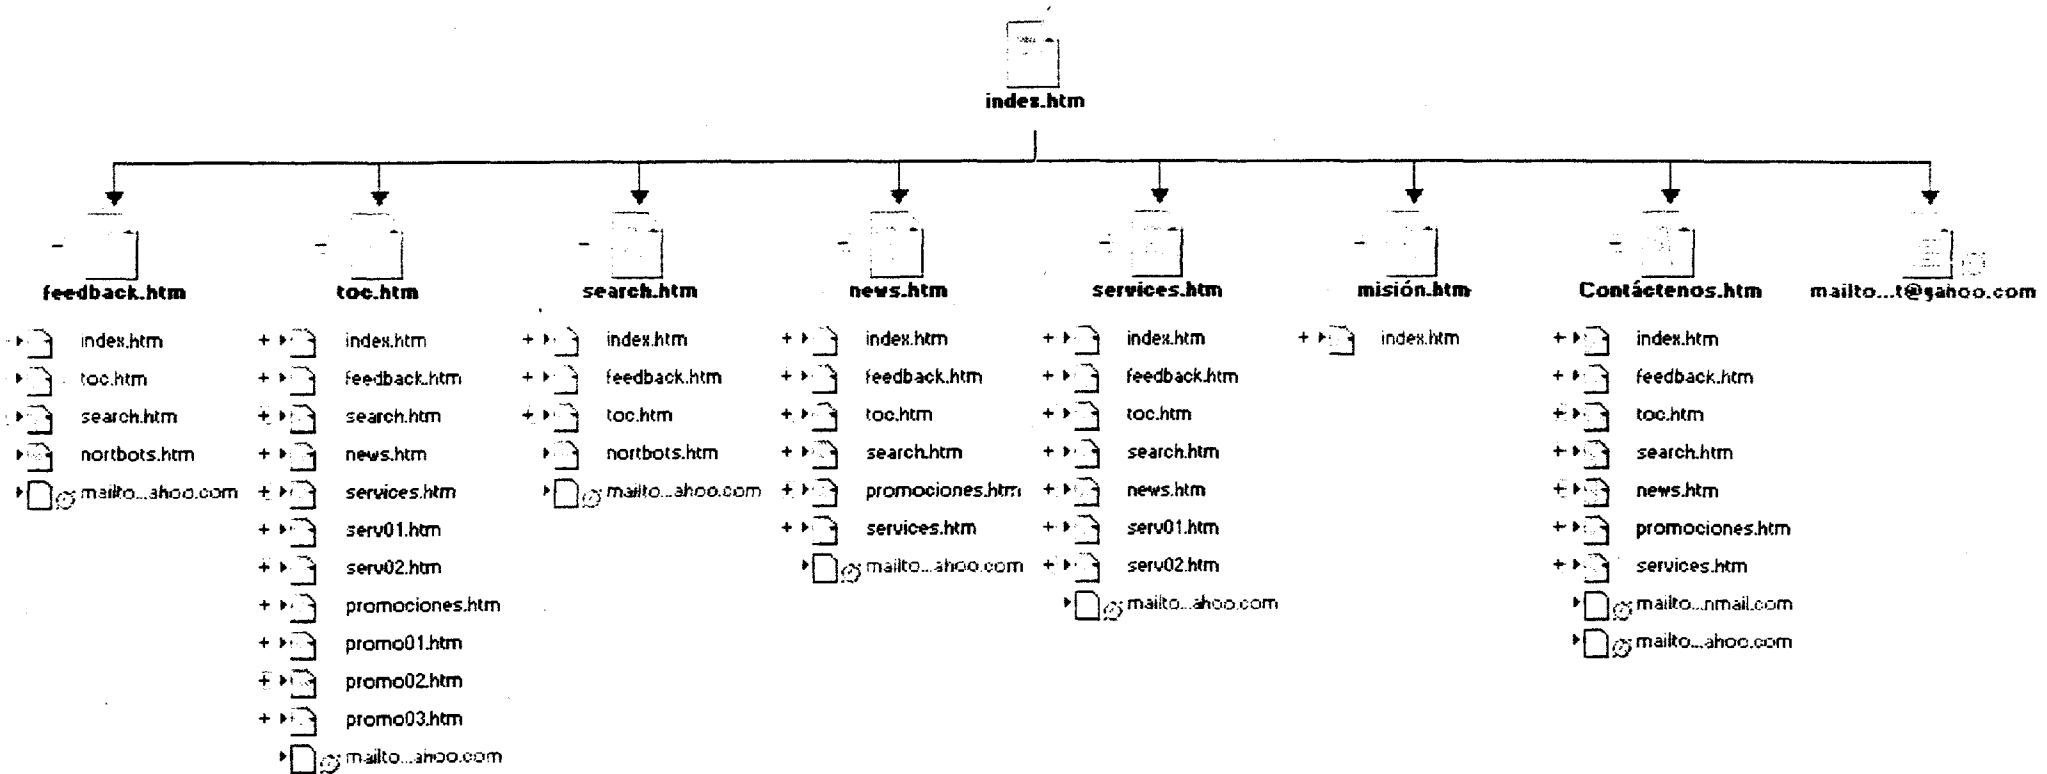 index.htm
feedback.htm
toc.htm
search.htm
news.htm
services.htm
misión.htm
Contáctenos.htm
mailto...t@yahoo.com
index.htm
toc.htm
search.htm
nortbots.htm
mailto...ahoo.com
index.htm
feedback.htm
search.htm
news.htm
services.htm
serv01.htm
serv02.htm
promociones.htm
promo01.htm
promo02.htm
promo03.htm
mailto...ahoo.com
index.htm
feedback.htm
toc.htm
nortbots.htm
mailto...ahoo.com
index.htm
feedback.htm
toc.htm
search.htm
promociones.htm
services.htm
mailto...ahoo.com
index.htm
feedback.htm
toc.htm
search.htm
news.htm
serv01.htm
serv02.htm
mailto...ahoo.com
index.htm
index.htm
feedback.htm
toc.htm
search.htm
news.htm
promociones.htm
services.htm
mailto...nmail.com
mailto...ahoo.com